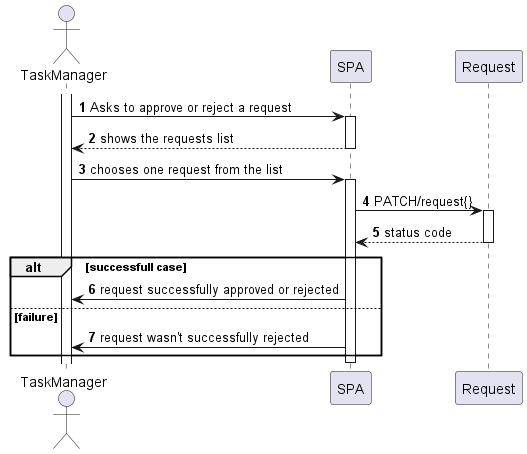 TaskManager
SPA
Request
1 Asks to approve or reject a request
2 shows the requests list
3 chooses one request from the list
4 PATCH/request{}
5 status code
alt [successfull case]
6 request successfully approved or rejected
[failure]
7 request wasn't successfully rejected
TaskManager
SPA
Request